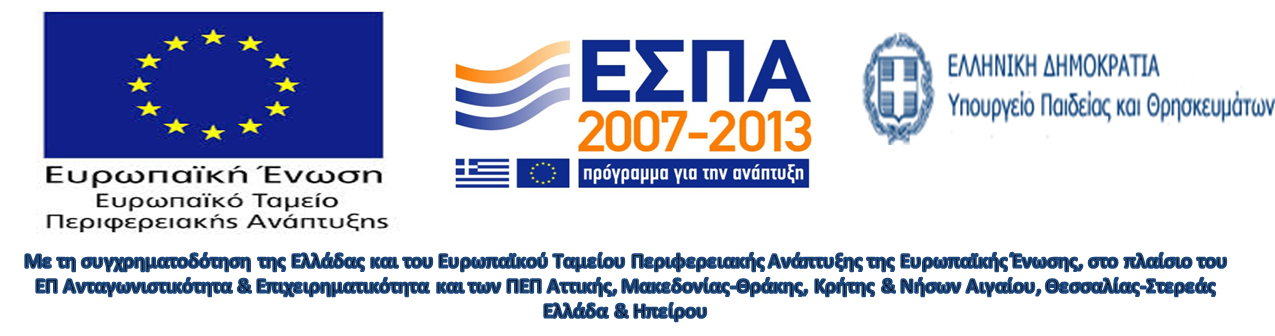 Ευρωπαϊκή Ένωση
Ευρωπαϊκό Ταμείο
Περιφερειακής Ανάπτυξης
ΕΣΠΑ
2007-2013
πρόγραμμα για την ανάπτυξη
ΕΛΛΗΝΙΚΗ ΔΗΜΟΚΡΑΤΙΑ
Υπουργείο Παιδείας και Θρησκευμάτων
Με τη συγχρηματοδότηση της Ελλάδας και του Ευρωπαϊκού Ταμείου Περιφερειακής Ανάπτυξης της Ευρωπαϊκής Ένωσης, στο πλαίσιο του
ΕΠ Ανταγωνιστικότητα & Επιχειρηματικότητα και των ΠΕΠ Αττικής, Μακεδονίας-Θράκης, Κρήτης & Νήσων Αιγαίου, Θεσσαλίας-Στερεάς
Ελλάδα & Ηπείρου